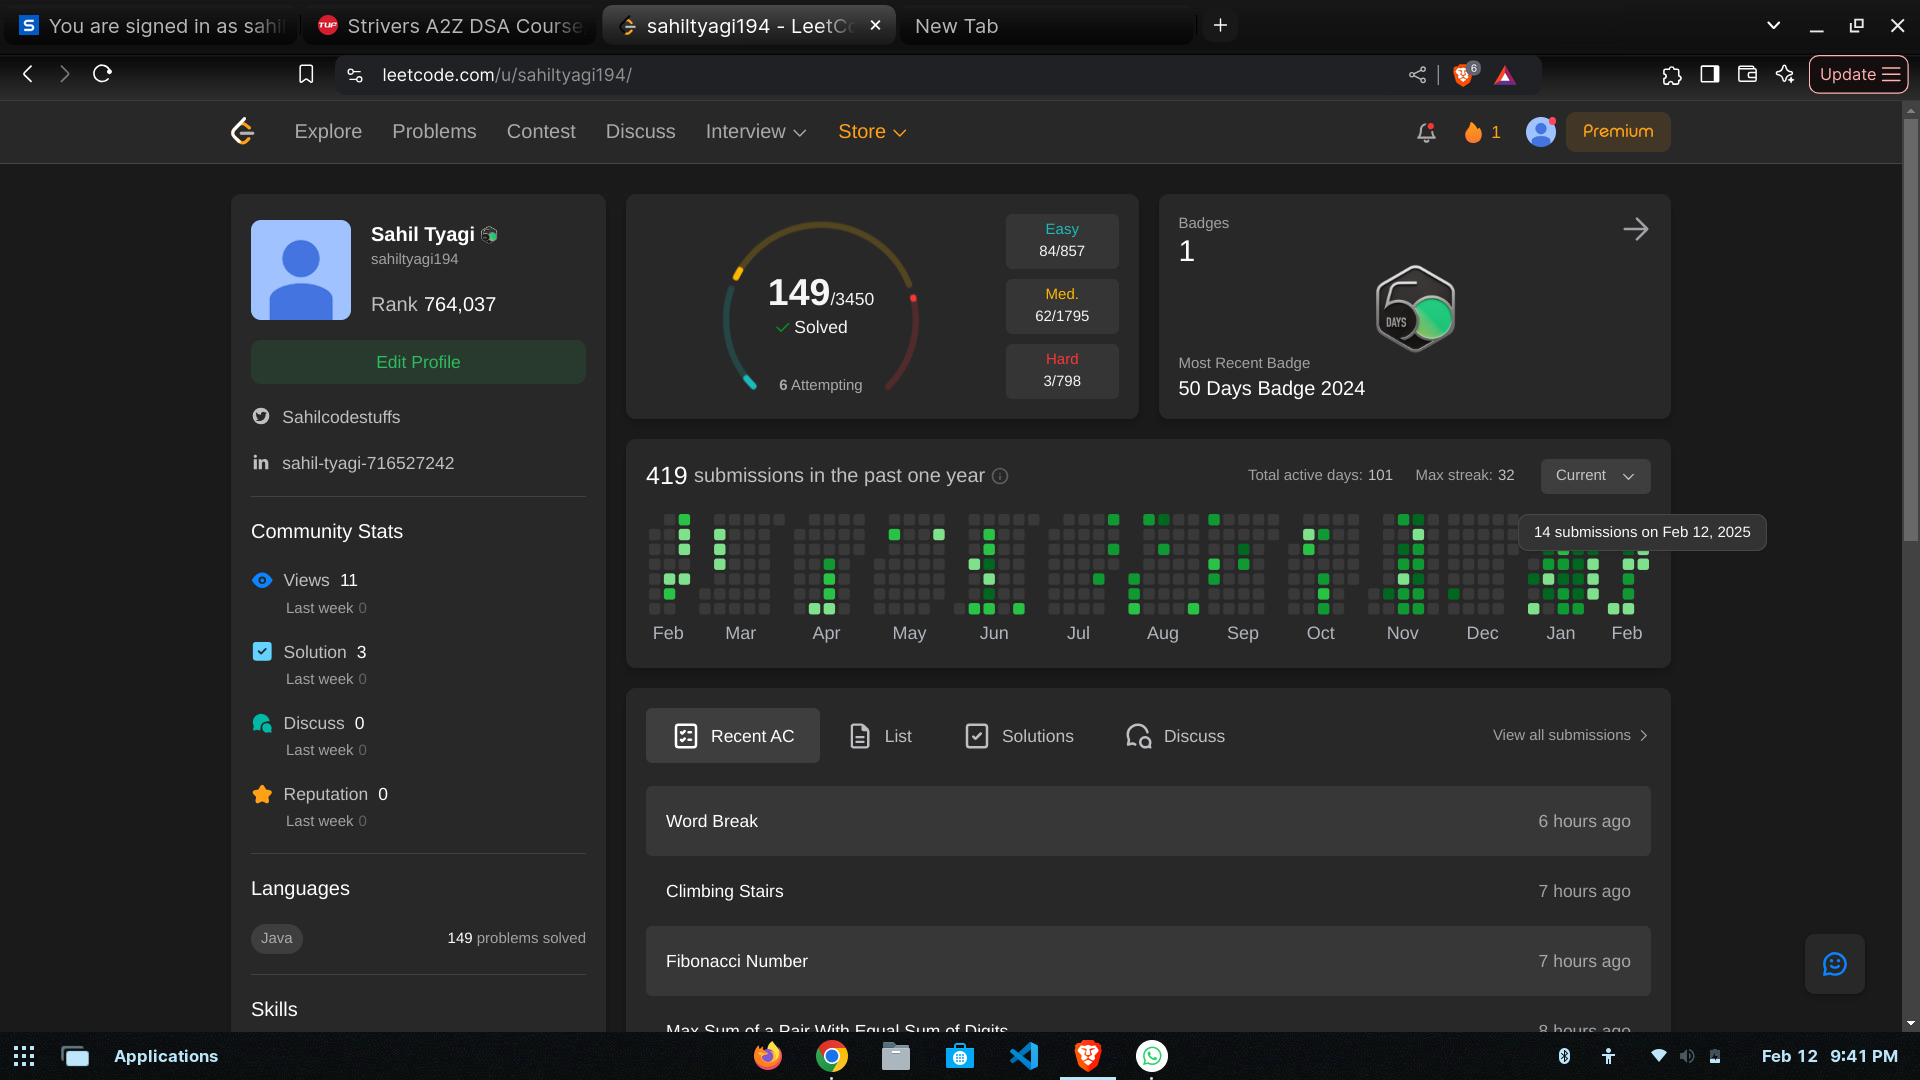 You are signed in as sahil
Strivers A2Z DSA Course
sahiltyagi194 - LeetCo
New Tab
leetcode.com/u/sahiltyagi194/
6
Update
Explore
Problems
Contest
Discuss
Interview
Store
1
Premium
Sahil Tyagi
sahiltyagi194
Rank 764,037
Edit Profile
Sahilcodestuffs
sahil-tyagi-716527242
Community Stats
Views 11
Last week 0
Solution 3
Last week 0
Discuss 0
Last week 0
Reputation 0
Last week 0
Languages
Java
149 problems solved
Skills
149/3450
Solved
6 Attempting
Easy
84/857
Med.
62/1795
Hard
3/798
Badges
1
50
DAYS
Most Recent Badge
50 Days Badge 2024
419 submissions in the past one year
Total active days: 101
Max streak: 32
Current
14 submissions on Feb 12, 2025
Feb Mar Apr May Jun Jul Aug Sep Oct Nov Dec Jan Feb
Recent AC
List
Solutions
Discuss
View all submissions
Word Break
6 hours ago
Climbing Stairs
7 hours ago
Fibonacci Number
7 hours ago
Max Sum of a Pair With Equal Sum of Digits
8 hours ago
Applications
Feb 12 9:41 PM